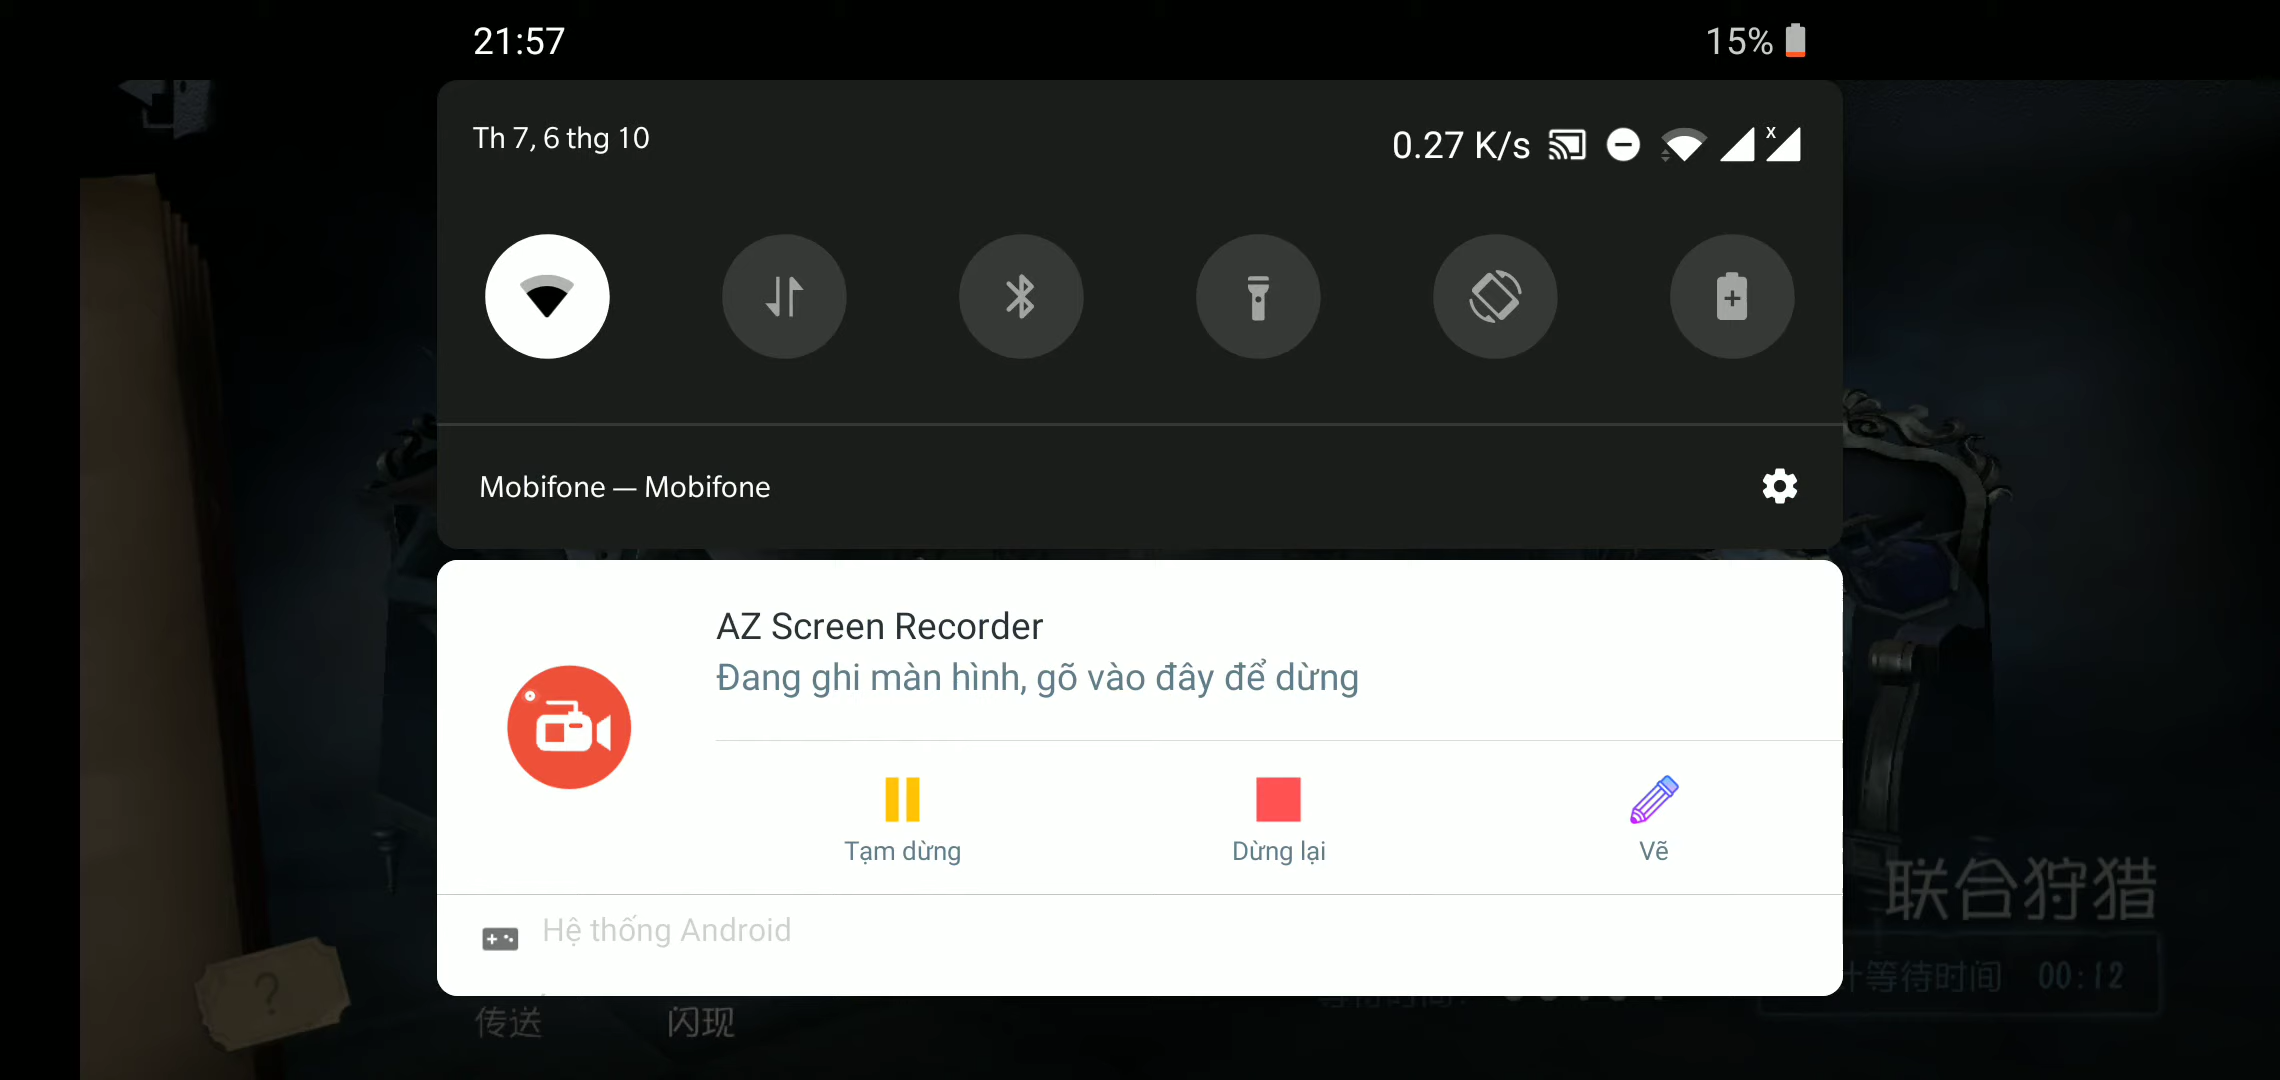 21:57
15%
Th 7, 6 thg 10
0.27 K/s
x
Mobifone — Mobifone
AZ Screen Recorder
Đang ghi màn hình, gõ vào đây để dừng
Tạm dừng
Dừng lại
Vẽ
Hệ thống Android
联合狩猎
等待时间 00:12
?
传送
闪现